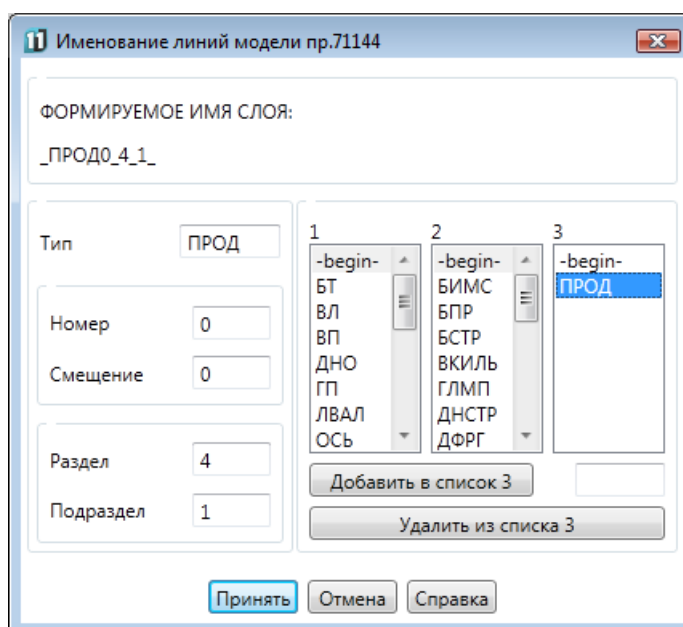 Именование линий модели пр.71144
ФОРМИРУЕМОЕ ИМЯ СЛОЯ:
_ПРОД0_4_1_
Тип ПРОД
Номер 0
Смещение 0
Раздел 4
Подраздел 1
1 2 3
-begin- -begin- -begin-
БТ БИМС ПРОД
ВЛ БПР
ВП БСТР
ДНО ВКИЛЬ
ГП ГЛМП
ЛВАЛ ДНСТР
ОСЬ ДФРГ
Добавить в список 3
Удалить из списка 3
Принять Отмена Справка